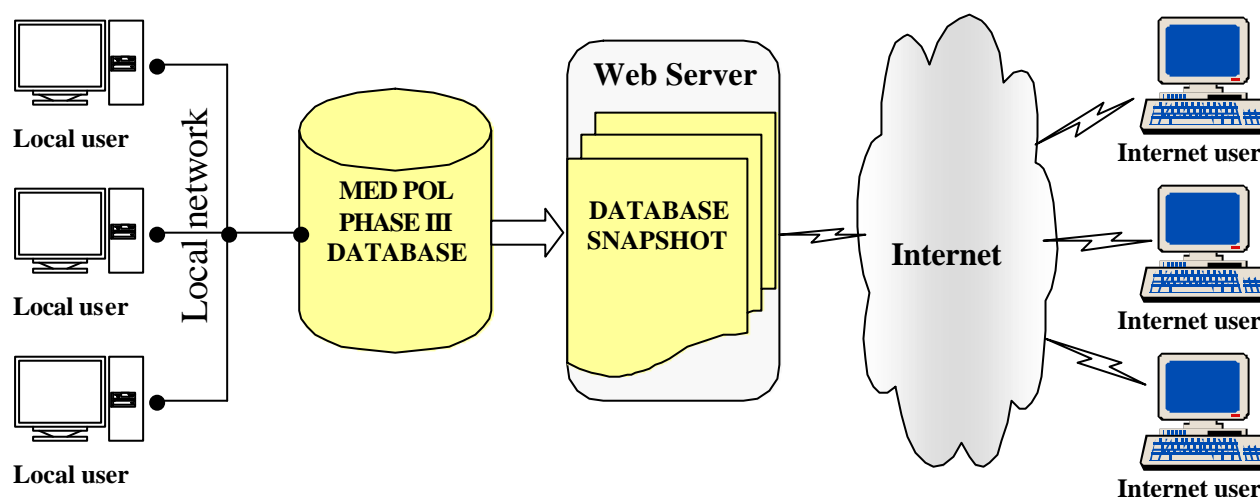 Local user
Local user
Local user
Local network
MED POL
PHASE III
DATABASE
Web Server
DATABASE
SNAPSHOT
Internet
Internet user
Internet user
Internet user